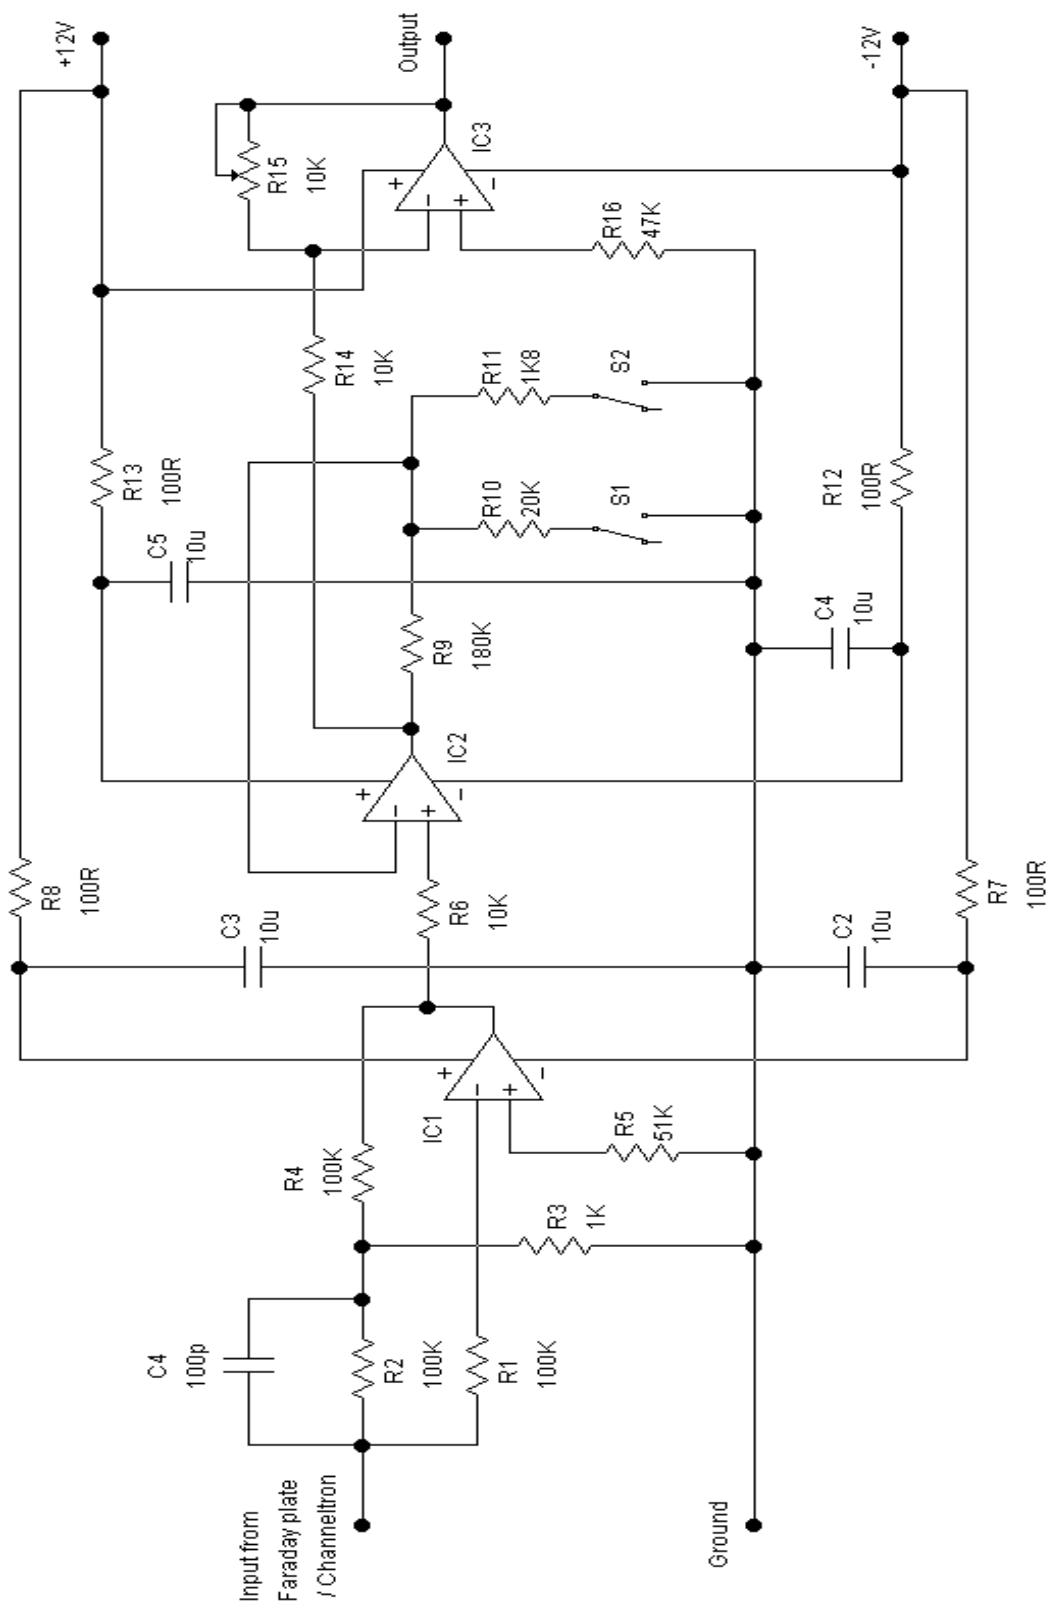 +12V
Output
-12V
R15
10K
+
-
+
-
IC3
R16
47K
R14
10K
R11
1K8
S2
R13
100R
R10
20K
S1
R12
100R
C5
10u
R9
180K
C4
10u
+
-
+
-
IC2
R8
100R
C3
10u
R6
10K
C2
10u
R7
100R
+
-
+
-
IC1
R4
100K
R5
51K
R3
1K
C4
100p
R2
100K
R1
100K
Input from
Faraday plate
/ Channeltron
Ground